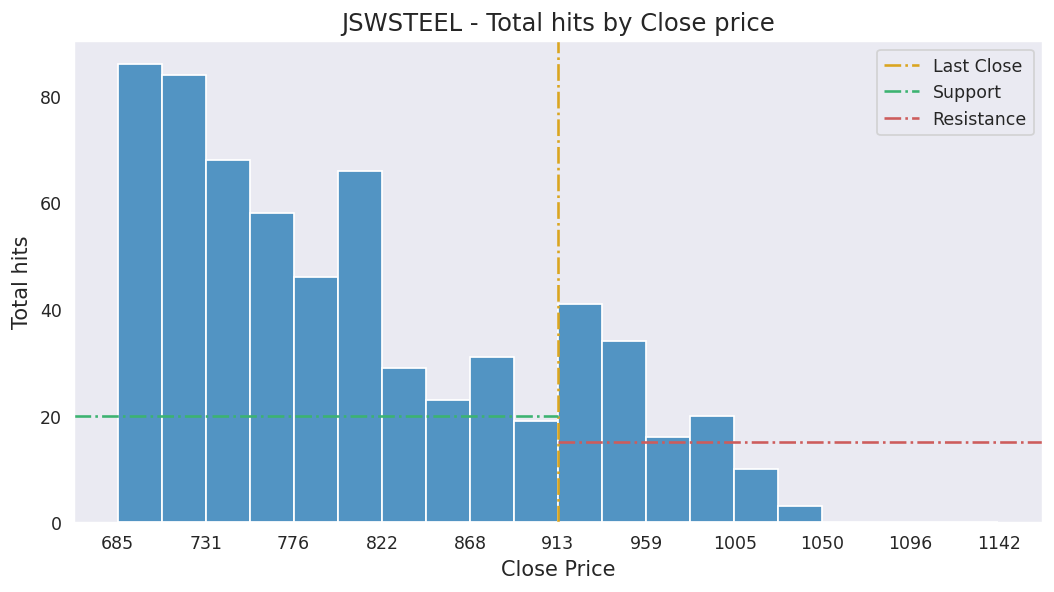 JSWSTEEL - Total hits by Close price
Last Close
Support
Resistance
Total hits
80
60
40
20
0
685 731 776 822 868 913 959 1005 1050 1096 1142
Close Price